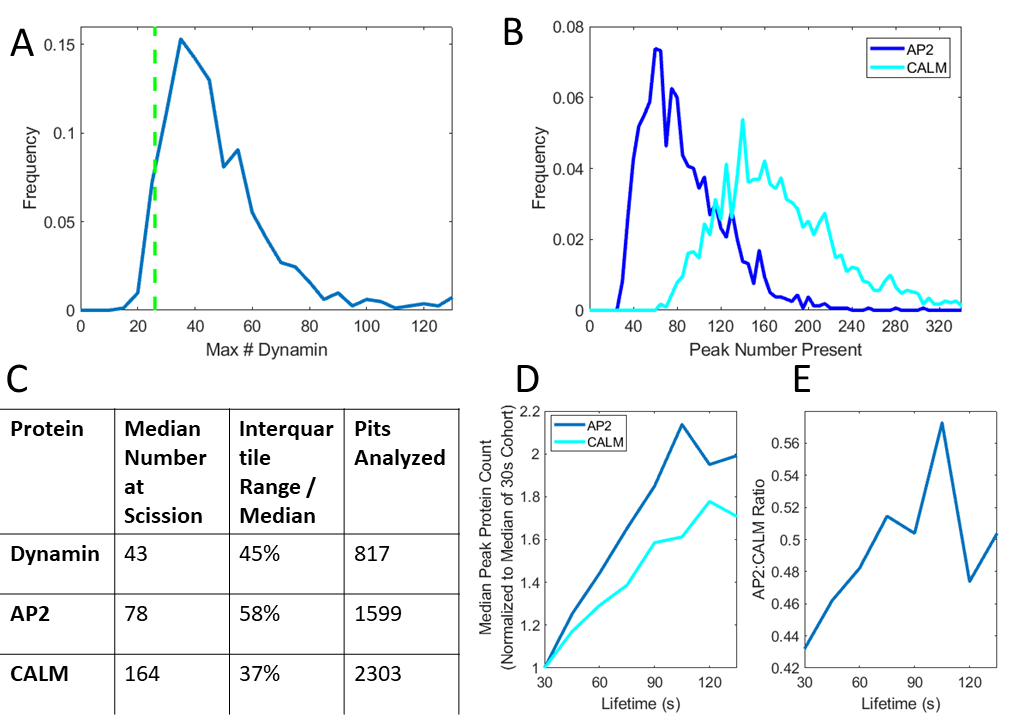 A
0.15
0.1
0.05
0
Frequency
0
20
40
60
80
100
120
Max # Dynamin
B
0.08
0.06
0.04
0.02
0
Frequency
AP2
CALM
0
40
80
120
160
200
240
280
320
Peak Number Present
C
Protein
Median
Number
at
Scission
Interquar
tile
Range /
Median
Pits
Analyzed
Dynamin
43
45%
817
AP2
78
58%
1599
CALM
164
37%
2303
D
Median Peak Protein Count
(Normalized to Median of 30s Cohort)
2.2
2
1.8
1.6
1.4
1.2
1
AP2
CALM
30
60
90
120
Lifetime (s)
E
AP2:CALM Ratio
0.56
0.54
0.52
0.5
0.48
0.46
0.44
0.42
30
60
90
120
Lifetime (s)